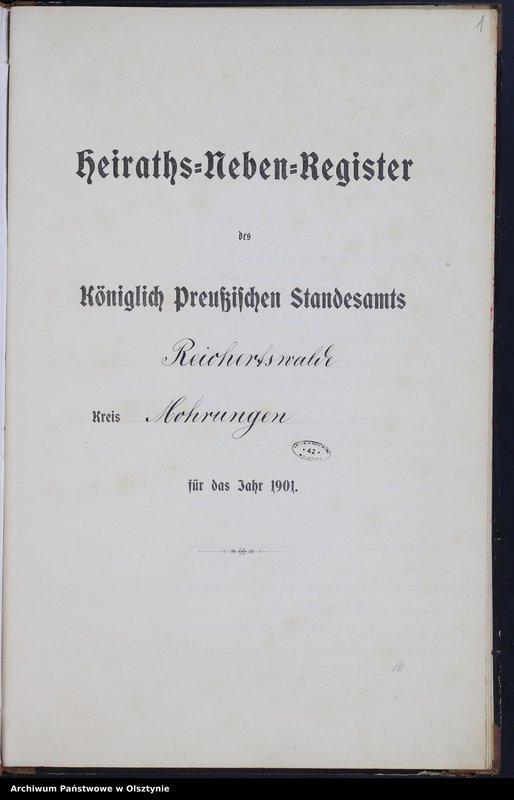 1
Heiraths=Neben=Register
des
Königlich Preußischen Standesamts
Reichertswalde
Kreis Mohrungen
42
für das Jahr 1901.
16
Archiwum Państwowe w Olsztynie